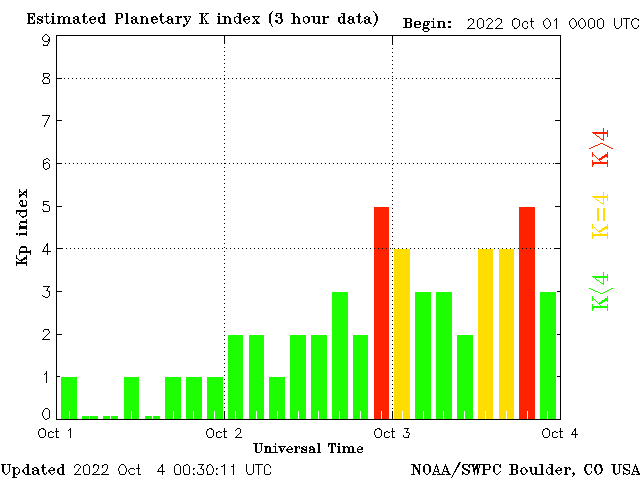 Estimated Planetary K index (3 hour data) Begin: 2022 Oct 01 0000 UTC
9
8
7
6
5
4
3
2
1
0
Kp index
K>4
K=4
K<4
Oct 1 Oct 2 Oct 3 Oct 4
Universal Time
Updated 2022 Oct 4 00:30:11 UTC NOAA/SWPC Boulder, CO USA